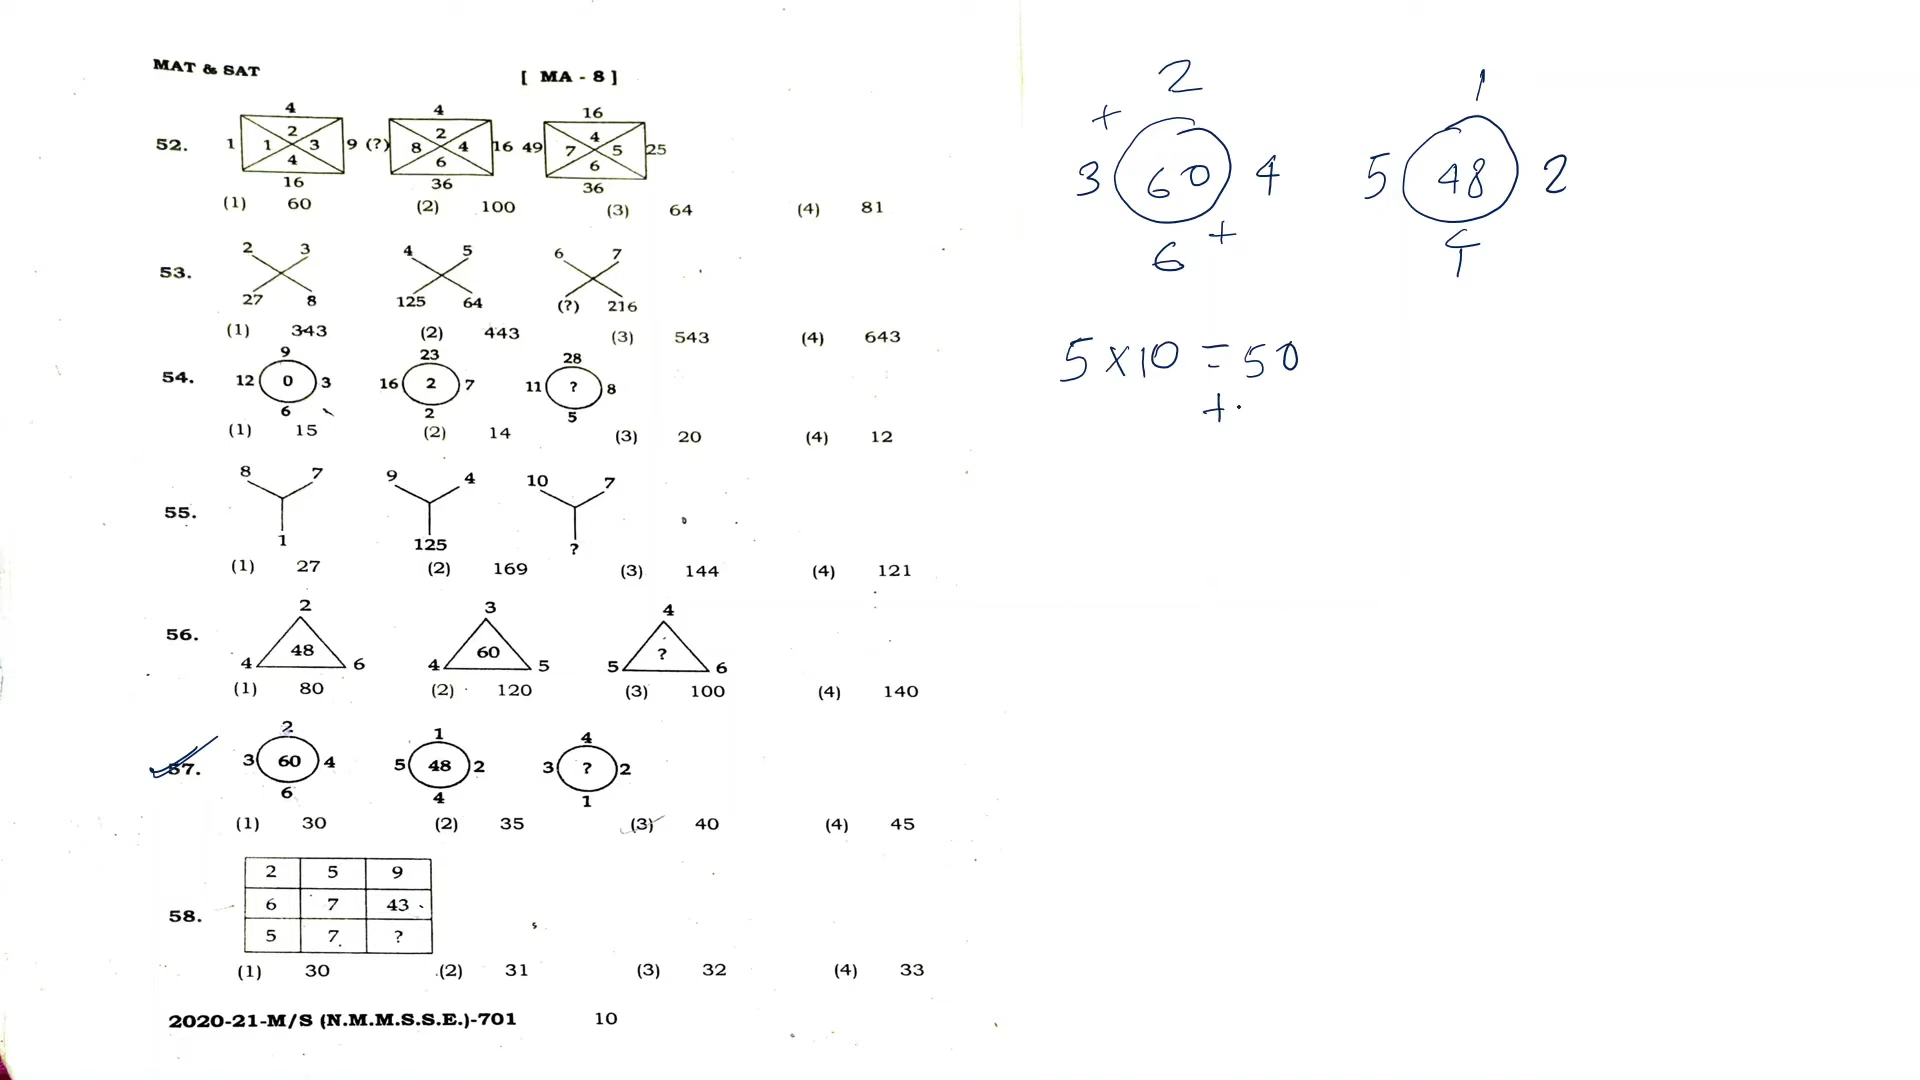 MAT & SAT [ MA - 8 ]
4 4 16
52. 1 2 1 3 4 9 (?) 2 8 4 6 16 49 4 7 5 6 25
16 36 36
(1) 60 (2) 100 (3) 64 (4) 81
2 3 4 5 6 7
53.
27 8 125 64 (?) 216
(1) 343 (2) 443 (3) 543 (4) 643
9 23 28
54. 12 0 3 16 2 7 11 ? 8
6 2 5
(1) 15 (2) 14 (3) 20 (4) 12
8 7 9 4 10 7
55.
1 125 ?
(1) 27 (2) 169 (3) 144 (4) 121
2 3 4
56. 48 60 ?
4 6 4 5 5 6
(1) 80 (2) 120 (3) 100 (4) 140
2 1 4
57. 3 60 4 5 48 2 3 ? 2
6 4 1
(1) 30 (2) 35 (3) 40 (4) 45
2 5 9
58. 6 7 43
5 7 ?
(1) 30 (2) 31 (3) 32 (4) 33
2020-21-M/S (N.M.M.S.S.E.)-701 10
2 1
+
3 60 4 5 48 2
+
6 4
5 × 10 = 50
+